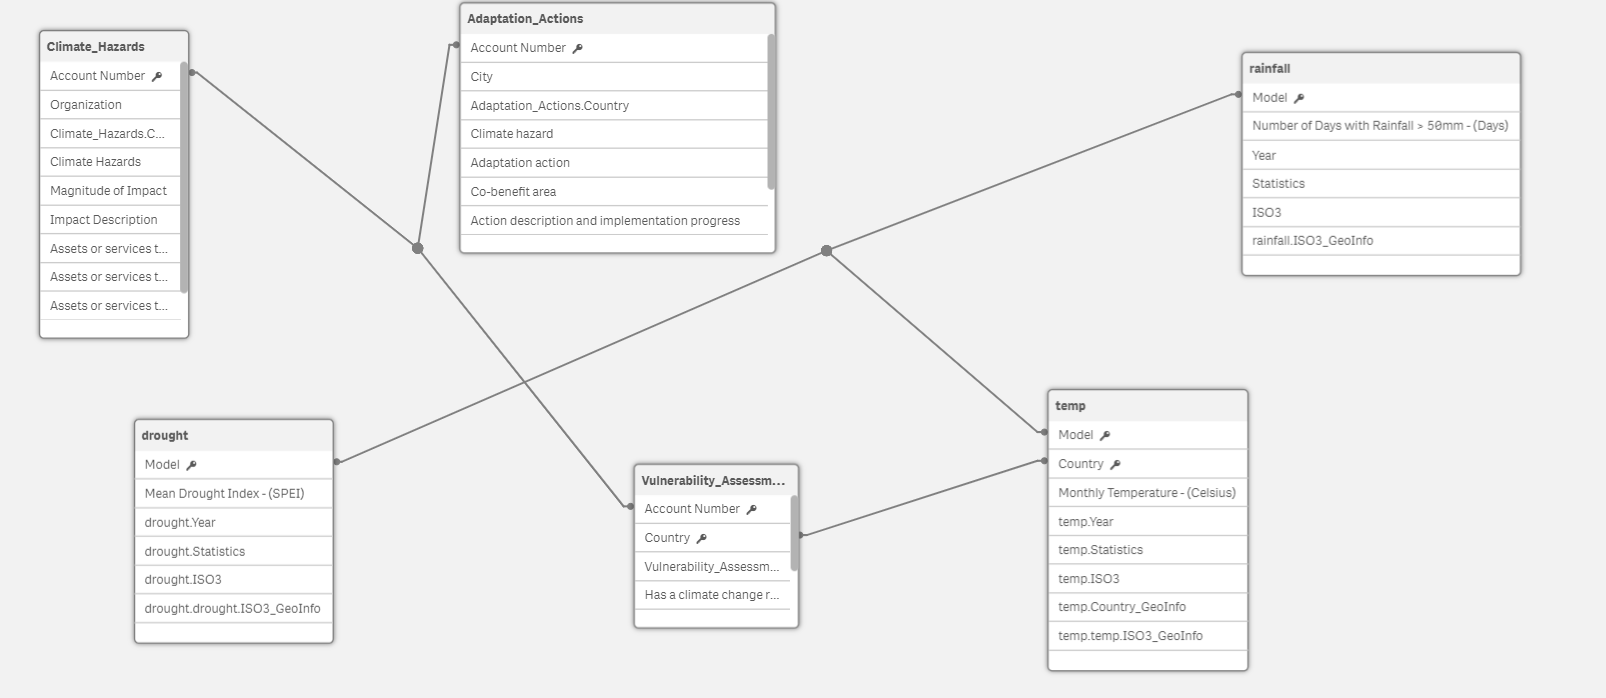 Climate_Hazards
Account Number
Organization
Climate_Hazards.C...
Climate Hazards
Magnitude of Impact
Impact Description
Assets or services t...
Assets or services t...
Assets or services t...
Adaptation_Actions
Account Number
City
Adaptation_Actions.Country
Climate hazard
Adaptation action
Co-benefit area
Action description and implementation progress
rainfall
Model
Number of Days with Rainfall > 50mm - (Days)
Year
Statistics
ISO3
rainfall.ISO3_GeoInfo
drought
Model
Mean Drought Index - (SPEI)
drought.Year
drought.Statistics
drought.ISO3
drought.drought.ISO3_GeoInfo
Vulnerability_Assessm...
Account Number
Country
Vulnerability_Assessm...
Has a climate change r...
temp
Model
Country
Monthly Temperature - (Celsius)
temp.Year
temp.Statistics
temp.ISO3
temp.Country_GeoInfo
temp.temp.ISO3_GeoInfo